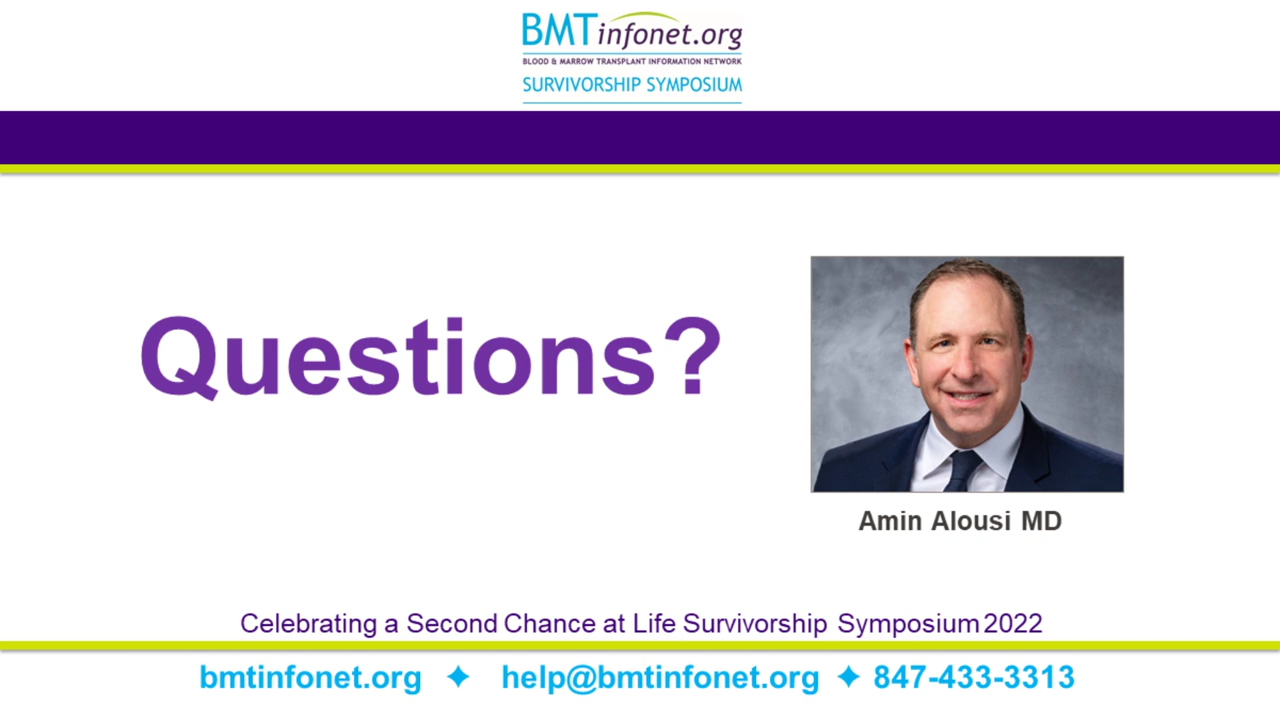 BMTinfonet.org
BLOOD & MARROW TRANSPLANT INFORMATION NETWORK
SURVIVORSHIP SYMPOSIUM
Questions?
Amin Alousi MD
Celebrating a Second Chance at Life Survivorship Symposium 2022
bmtinfonet.org ✦ help@bmtinfonet.org ✦ 847-433-3313